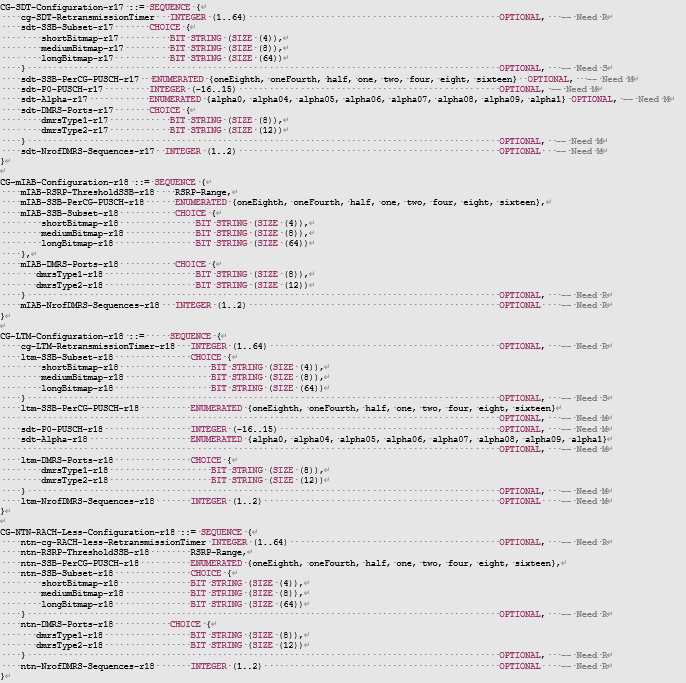 CG-SDT-Configuration-r17 ::= SEQUENCE {
cg-SDT-RetransmissionTimer INTEGER (1..64) OPTIONAL, -- Need R
sdt-SSB-Subset-r17 CHOICE {
shortBitmap-r17 BIT STRING (SIZE (4)),
mediumBitmap-r17 BIT STRING (SIZE (8)),
longBitmap-r17 BIT STRING (SIZE (64))
} OPTIONAL, -- Need S
sdt-SSB-PerCG-PUSCH-r17 ENUMERATED {oneEighth, oneFourth, half, one, two, four, eight, sixteen} OPTIONAL, -- Need M
sdt-P0-PUSCH-r17 INTEGER (-16..15) OPTIONAL, -- Need M
sdt-Alpha-r17 ENUMERATED {alpha0, alpha04, alpha05, alpha06, alpha07, alpha08, alpha09, alpha1} OPTIONAL, -- Need M
sdt-DMRS-Ports-r17 CHOICE {
dmrsType1-r17 BIT STRING (SIZE (8)),
dmrsType2-r17 BIT STRING (SIZE (12))
} OPTIONAL, -- Need M
sdt-NrofDMRS-Sequences-r17 INTEGER (1..2) OPTIONAL -- Need M
}
CG-mIAB-Configuration-r18 ::= SEQUENCE {
mIAB-RSRP-ThresholdSSB-r18 RSRP-Range,
mIAB-SSB-PerCG-PUSCH-r18 ENUMERATED {oneEighth, oneFourth, half, one, two, four, eight, sixteen},
mIAB-SSB-Subset-r18 CHOICE {
shortBitmap-r18 BIT STRING (SIZE (4)),
mediumBitmap-r18 BIT STRING (SIZE (8)),
longBitmap-r18 BIT STRING (SIZE (64))
},
mIAB-DMRS-Ports-r18 CHOICE {
dmrsType1-r18 BIT STRING (SIZE (8)),
dmrsType2-r18 BIT STRING (SIZE (12))
} OPTIONAL, -- Need R
mIAB-NrofDMRS-Sequences-r18 INTEGER (1..2) OPTIONAL -- Need R
}
CG-LTM-Configuration-r18 ::= SEQUENCE {
cg-LTM-RetransmissionTimer-r18 INTEGER (1..64) OPTIONAL, -- Need R
ltm-SSB-Subset-r18 CHOICE {
shortBitmap-r18 BIT STRING (SIZE (4)),
mediumBitmap-r18 BIT STRING (SIZE (8)),
longBitmap-r18 BIT STRING (SIZE (64))
} OPTIONAL, -- Need S
ltm-SSB-PerCG-PUSCH-r18 ENUMERATED {oneEighth, oneFourth, half, one, two, four, eight, sixteen}
OPTIONAL, -- Need M
sdt-P0-PUSCH-r18 INTEGER (-16..15) OPTIONAL, -- Need M
sdt-Alpha-r18 ENUMERATED {alpha0, alpha04, alpha05, alpha06, alpha07, alpha08, alpha09, alpha1}
OPTIONAL, -- Need M
ltm-DMRS-Ports-r18 CHOICE {
dmrsType1-r18 BIT STRING (SIZE (8)),
dmrsType2-r18 BIT STRING (SIZE (12))
} OPTIONAL, -- Need M
ltm-NrofDMRS-Sequences-r18 INTEGER (1..2) OPTIONAL -- Need M
}
CG-NTN-RACH-Less-Configuration-r18 ::= SEQUENCE {
ntn-cg-RACH-less-RetransmissionTimer INTEGER (1..64) OPTIONAL, -- Need R
ntn-RSRP-ThresholdSSB-r18 RSRP-Range,
ntn-SSB-PerCG-PUSCH-r18 ENUMERATED {oneEighth, oneFourth, half, one, two, four, eight, sixteen},
ntn-SSB-Subset-r18 CHOICE {
shortBitmap-r18 BIT STRING (SIZE (4)),
mediumBitmap-r18 BIT STRING (SIZE (8)),
longBitmap-r18 BIT STRING (SIZE (64))
} OPTIONAL, -- Need R
ntn-DMRS-Ports-r18 CHOICE {
dmrsType1-r18 BIT STRING (SIZE (8)),
dmrsType2-r18 BIT STRING (SIZE (12))
} OPTIONAL, -- Need R
ntn-NrofDMRS-Sequences-r18 INTEGER (1..2) OPTIONAL -- Need R
}